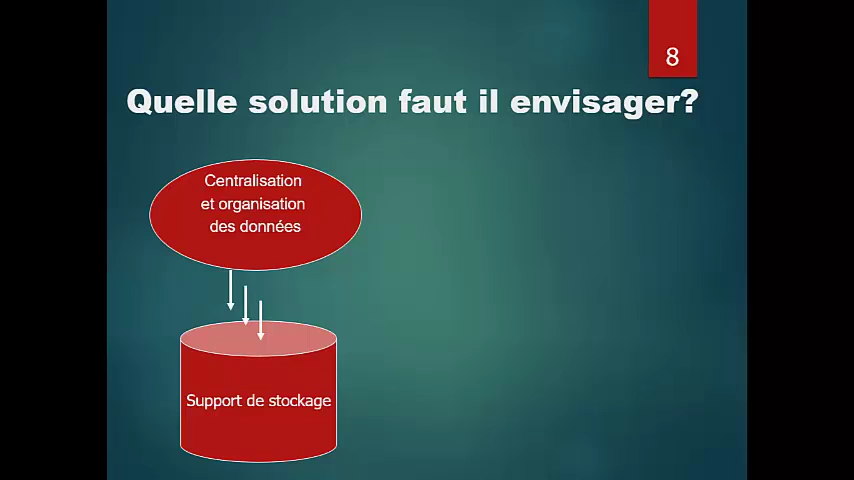 8
Quelle solution faut il envisager?
Centralisation
et organisation
des données
Support de stockage